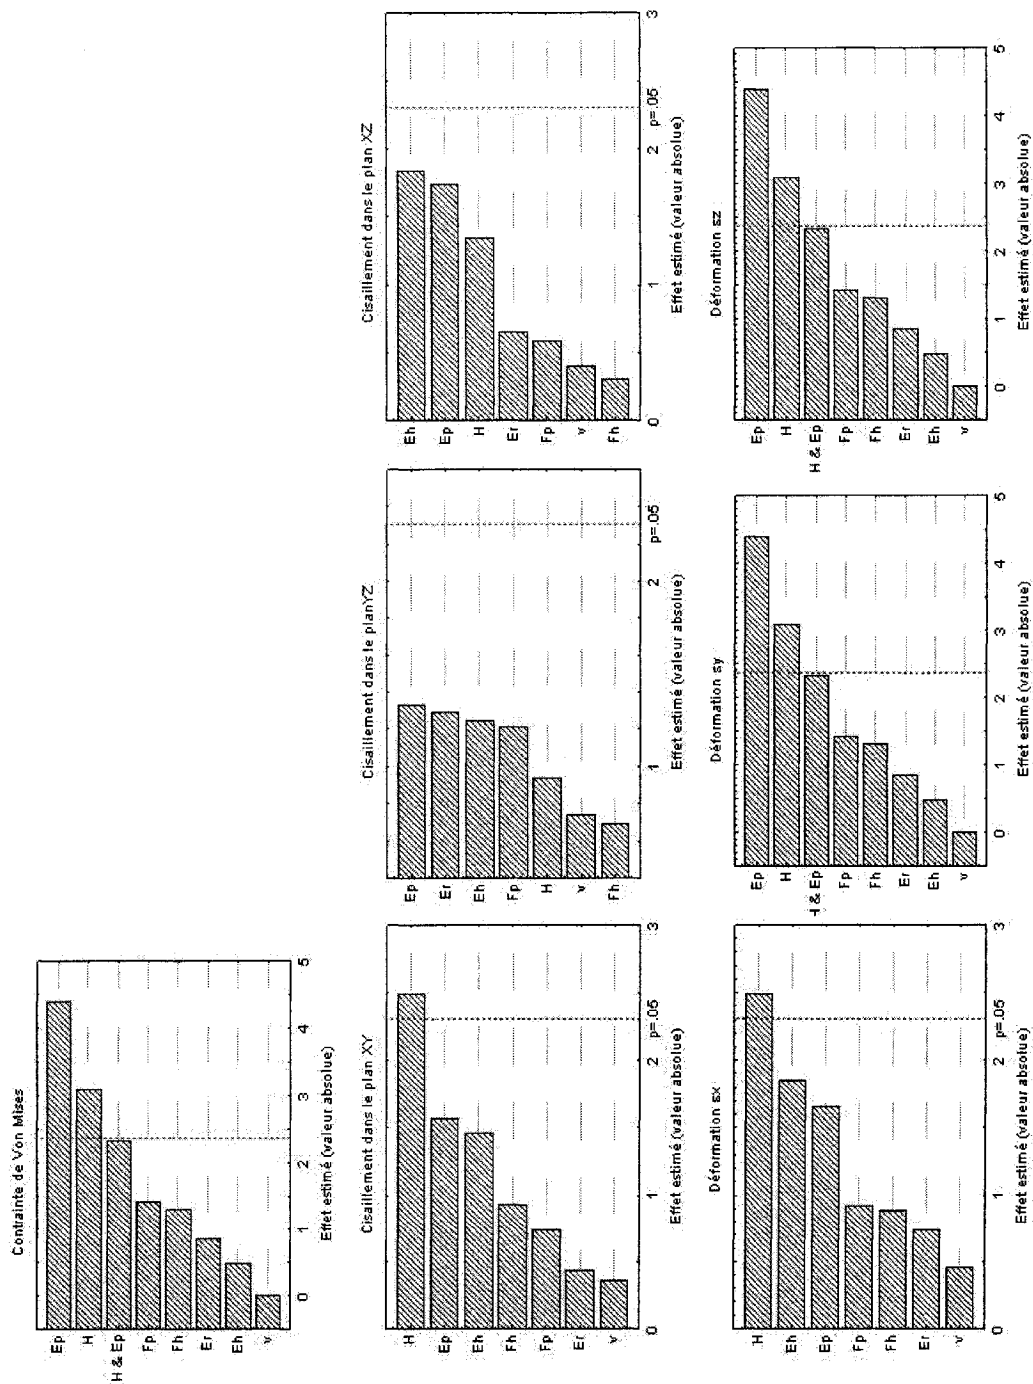 Contrainte de Von Mises
Ep
H
H & Ep
Fp
Fh
Er
Eh
v
0
1
2
3
4
5
Effet estimé (valeur absolue)
Cisaillement dans le plan XY
H
Ep
Eh
Fh
Fp
Er
v
0
1
2
p=.05
3
Effet estimé (valeur absolue)
Cisaillement dans le planYZ
Ep
Er
Eh
Fp
H
v
Fh
1
2
p=.05
Effet estimé (valeur absolue)
Cisaillement dans le plan XZ
Eh
Ep
H
Er
Fp
v
Fh
0
1
2
p=.05
3
Effet estimé (valeur absolue)
Déformation εx
H
Eh
Ep
Fp
Fh
Er
v
0
1
2
p=.05
3
Effet estimé (valeur absolue)
Déformation εy
Ep
H
H & Ep
Fp
Fh
Er
Eh
v
0
1
2
3
4
5
Effet estimé (valeur absolue)
Déformation εz
Ep
H
H & Ep
Fp
Fh
Er
Eh
v
0
1
2
3
4
5
Effet estimé (valeur absolue)